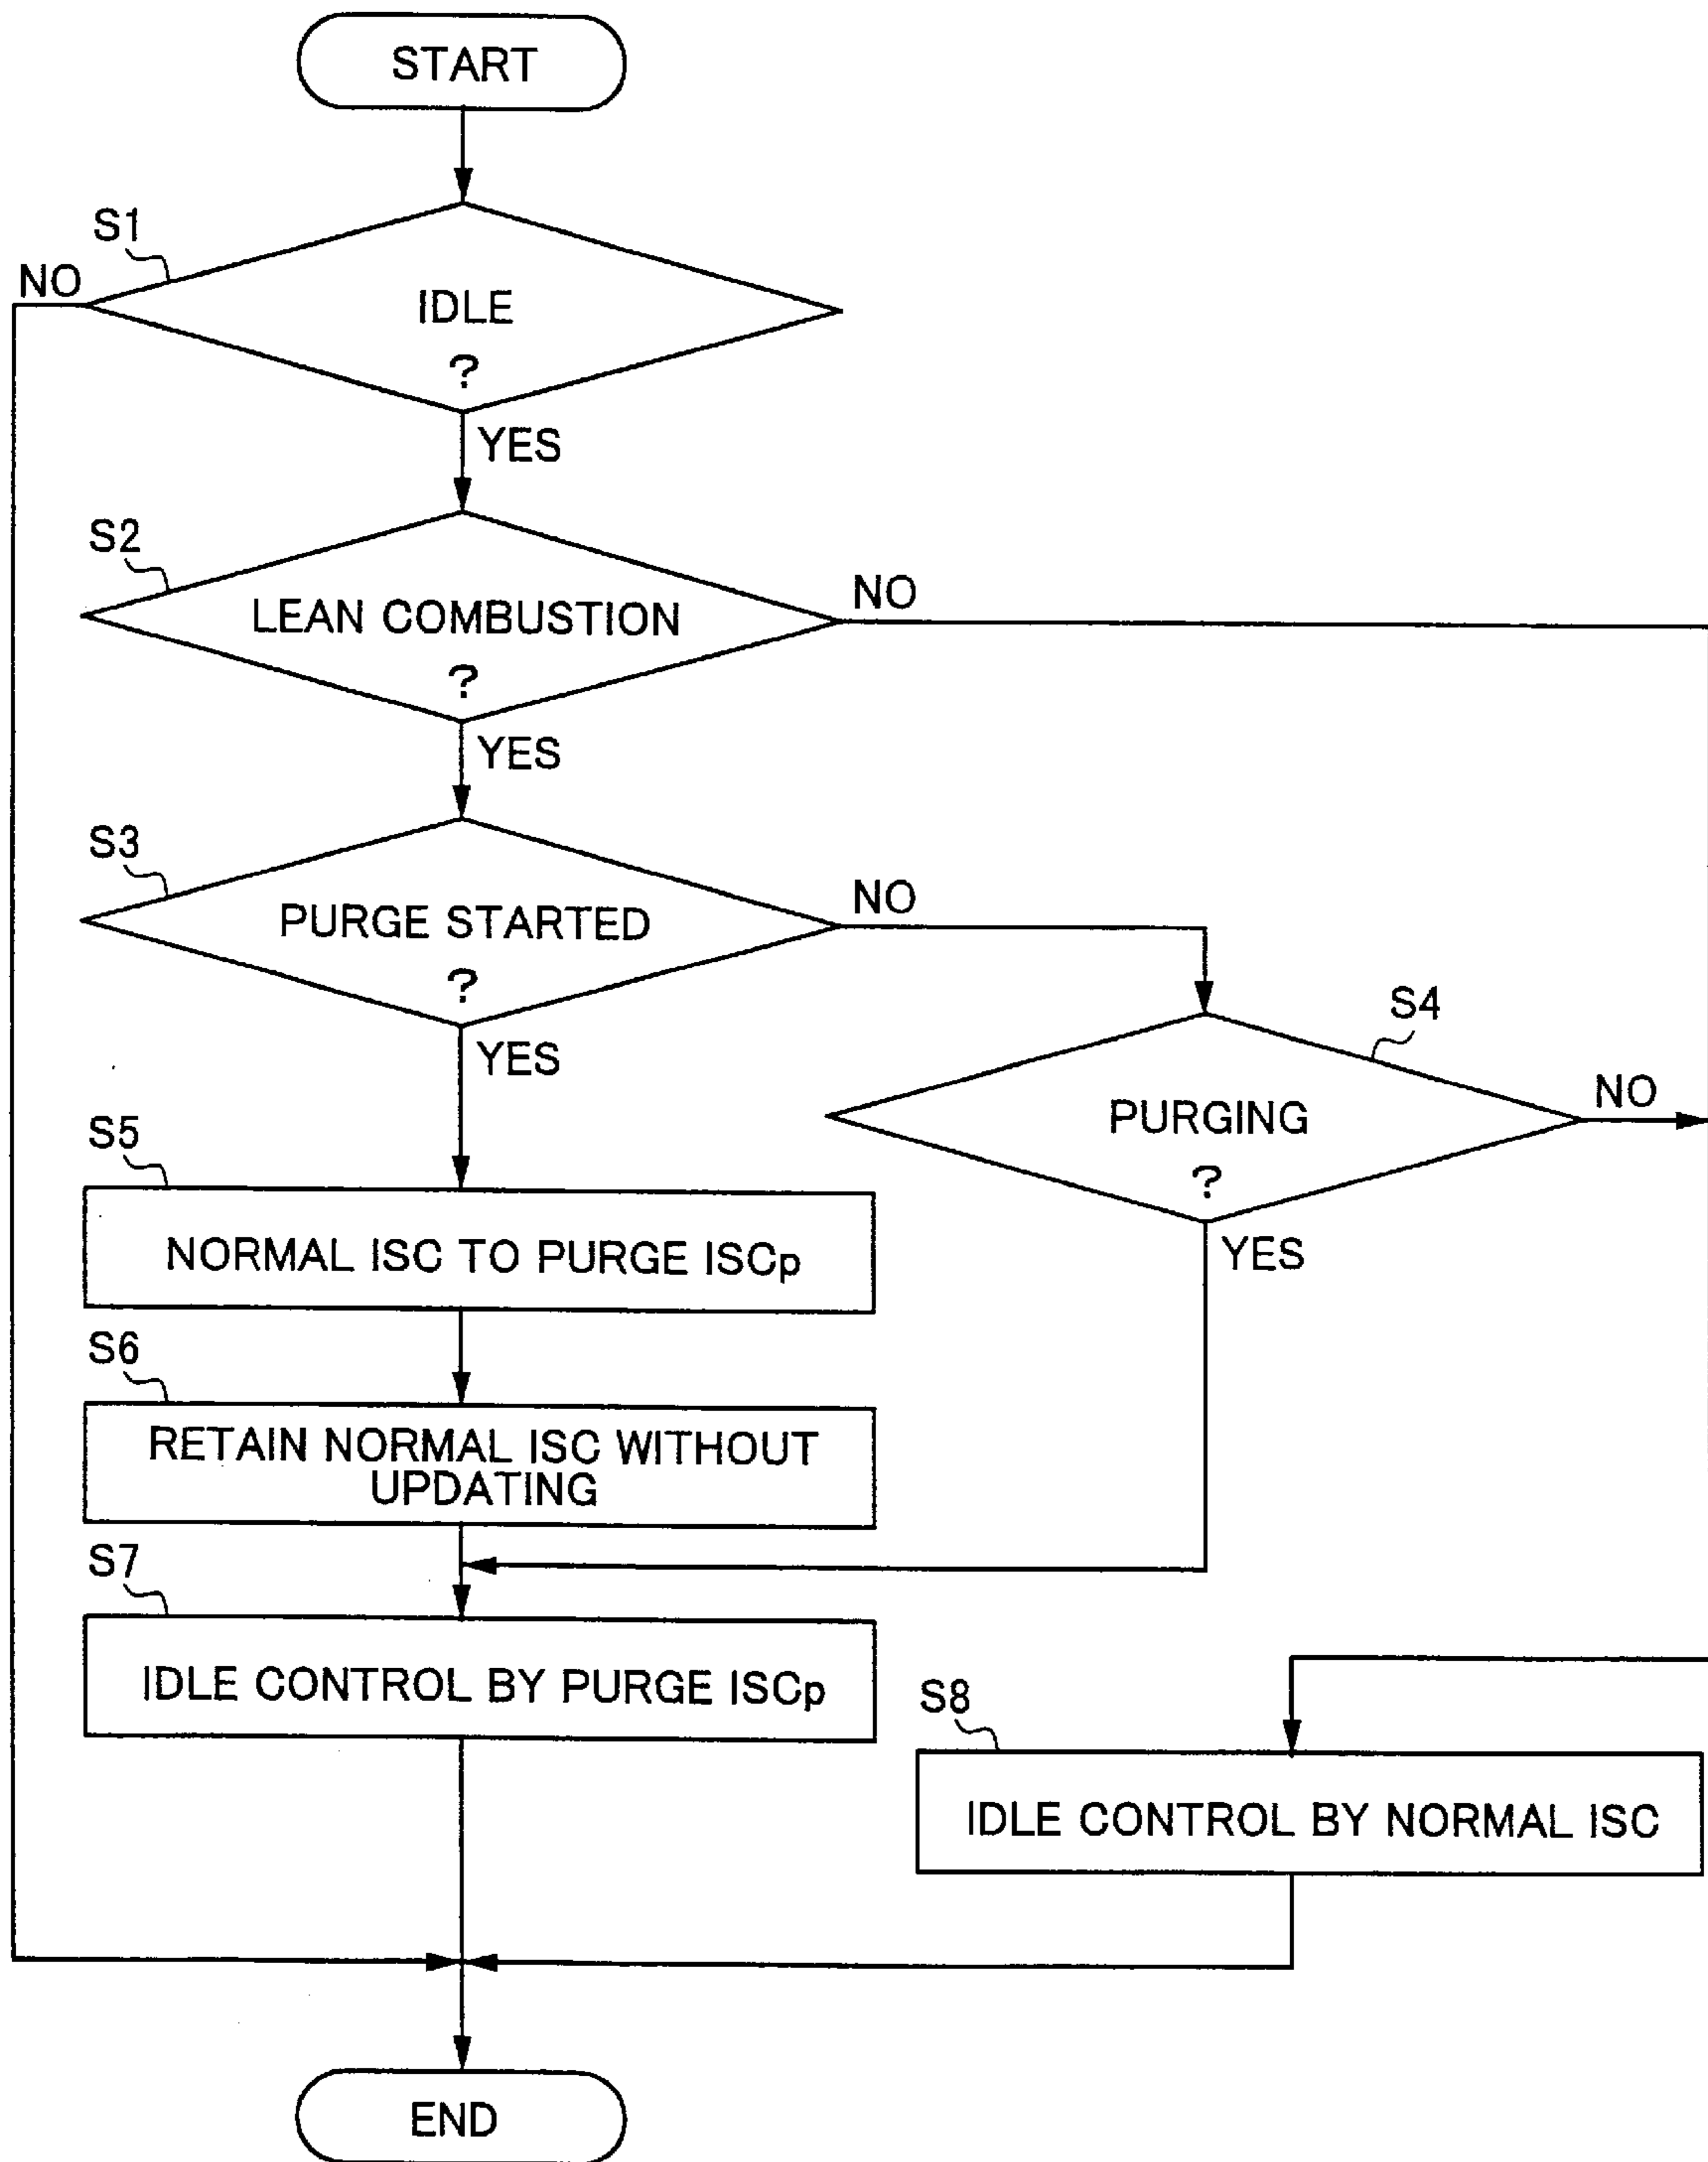 START
S1
NO
IDLE
?
YES
S2
NO
LEAN COMBUSTION
?
YES
S3
NO
PURGE STARTED
?
YES
S4
NO
PURGING
?
YES
S5
NORMAL ISC TO PURGE ISCp
S6
RETAIN NORMAL ISC WITHOUT
UPDATING
S7
IDLE CONTROL BY PURGE ISCp
S8
IDLE CONTROL BY NORMAL ISC
END